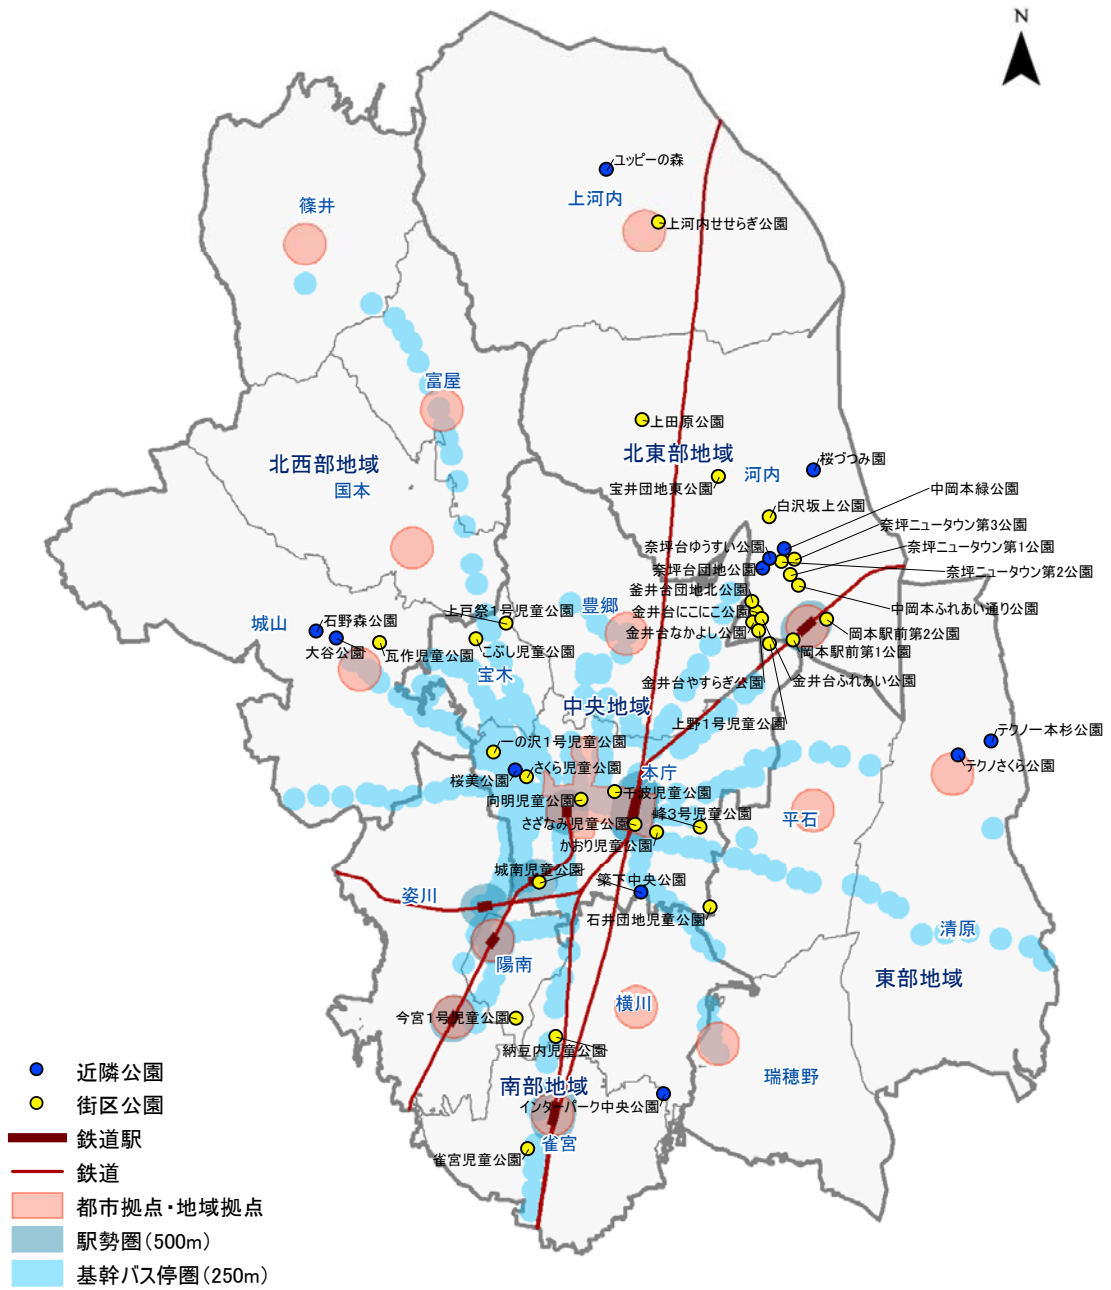 N
ユッピーの森
上河内
篠井
上河内せせらぎ公園
富屋
上田原公園
北東部地域
北西部地域
国本
河内
桜づつみ園
宝井団地東公園
中岡本緑公園
白沢坂上公園
奈坪ニュータウン第3公園
奈坪台ゆうすい公園
奈坪ニュータウン第1公園
奈坪台団地公園
奈坪ニュータウン第2公園
釜井台団地北公園
上戸祭1号児童公園
豊郷
金井台にこにこ公園
中岡本ふれあい通り公園
城山
石野森公園
金井台なかよし公園
岡本駅前第2公園
大谷公園
瓦作児童公園
こぶし児童公園
岡本駅前第1公園
宝木
金井台やすらぎ公園
金井台ふれあい公園
中央地域
上野1号児童公園
一の沢1号児童公園
テクノ一本杉公園
さくら児童公園
本庁
桜美公園
テクノさくら公園
向明児童公園
千波児童公園
さざなみ児童公園
峰3号児童公園
平石
かおり児童公園
城南児童公園
簗下中央公園
姿川
石井団地児童公園
清原
陽南
東部地域
横川
今宮1号児童公園
納豆内児童公園
瑞穂野
南部地域
インターパーク中央公園
雀宮
雀宮児童公園
近隣公園
街区公園
鉄道駅
鉄道
都市拠点・地域拠点
駅勢圏(500m)
基幹バス停圏(250m)